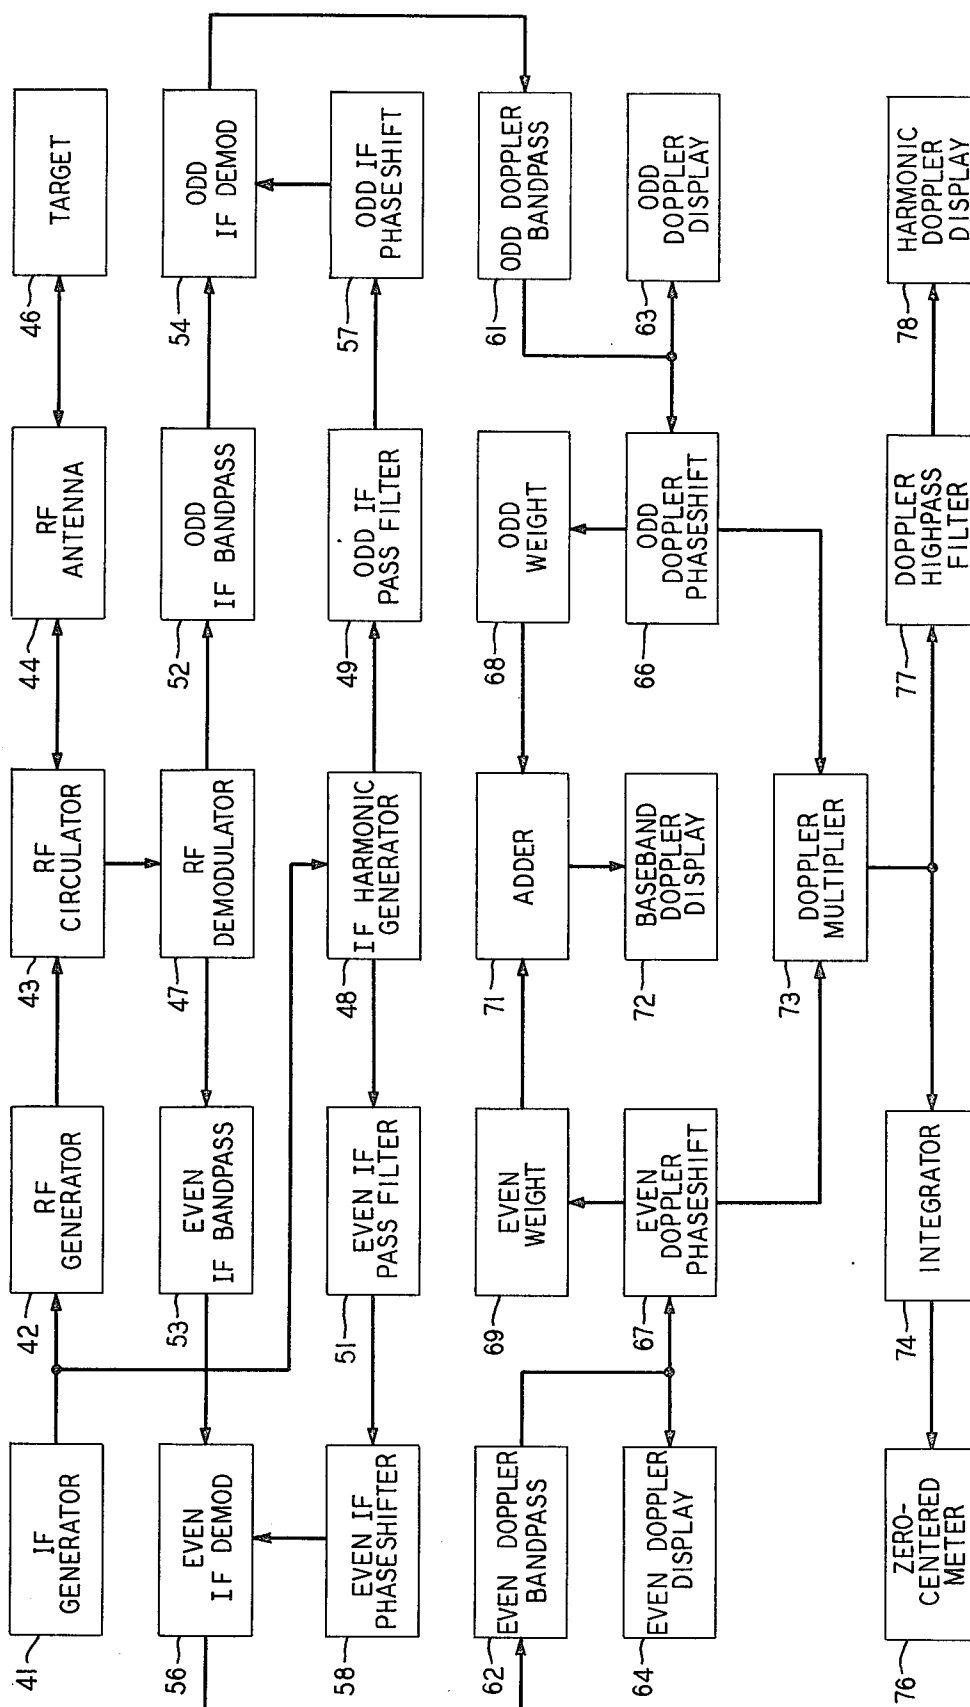 IF
GENERATOR
41
RF
GENERATOR
42
RF
CIRCULATOR
43
RF
ANTENNA
44
TARGET
46
EVEN
IF DEMOD
56
EVEN
IF BANDPASS
53
RF
DEMODULATOR
47
ODD
IF BANDPASS
52
ODD
IF DEMOD
54
EVEN IF
PHASESHIFTER
58
EVEN IF
PASS FILTER
51
IF HARMONIC
GENERATOR
48
ODD IF
PASS FILTER
49
ODD IF
PHASESHIFT
57
EVEN DOPPLER
BANDPASS
62
EVEN
WEIGHT
69
ADDER
71
ODD
WEIGHT
68
ODD DOPPLER
BANDPASS
61
EVEN DOPPLER
DISPLAY
64
EVEN
DOPPLER
PHASESHIFT
67
BASEBAND
DOPPLER
DISPLAY
72
ODD
DOPPLER
PHASESHIFT
66
ODD
DOPPLER
DISPLAY
63
DOPPLER
MULTIPLIER
73
ZERO-
CENTERED
METER
76
INTEGRATOR
74
DOPPLER
HIGHPASS
FILTER
77
HARMONIC
DOPPLER
DISPLAY
78